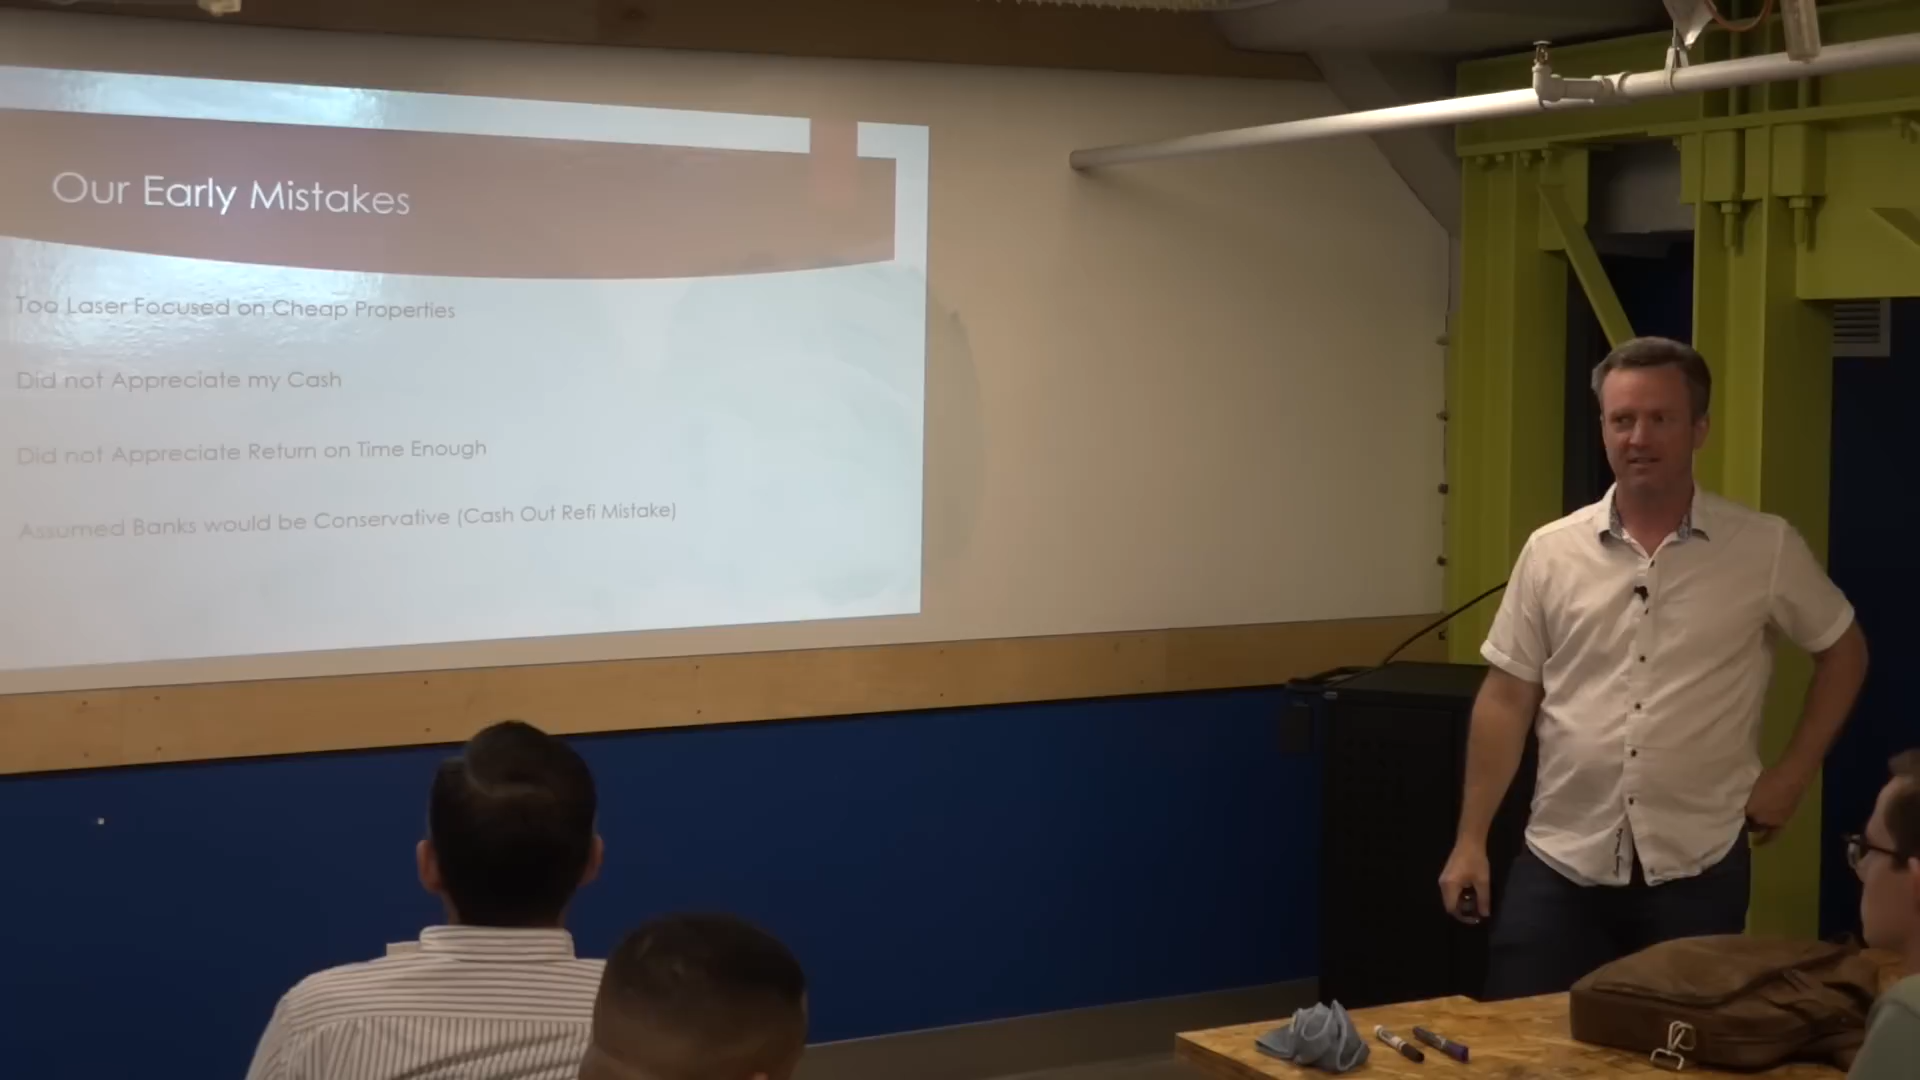 Our Early Mistakes
Too Laser Focused on Cheap Properties
Did not Appreciate my Cash
Did not Appreciate Return on Time Enough
Assumed Banks would be Conservative (Cash Out Refi Mistake)